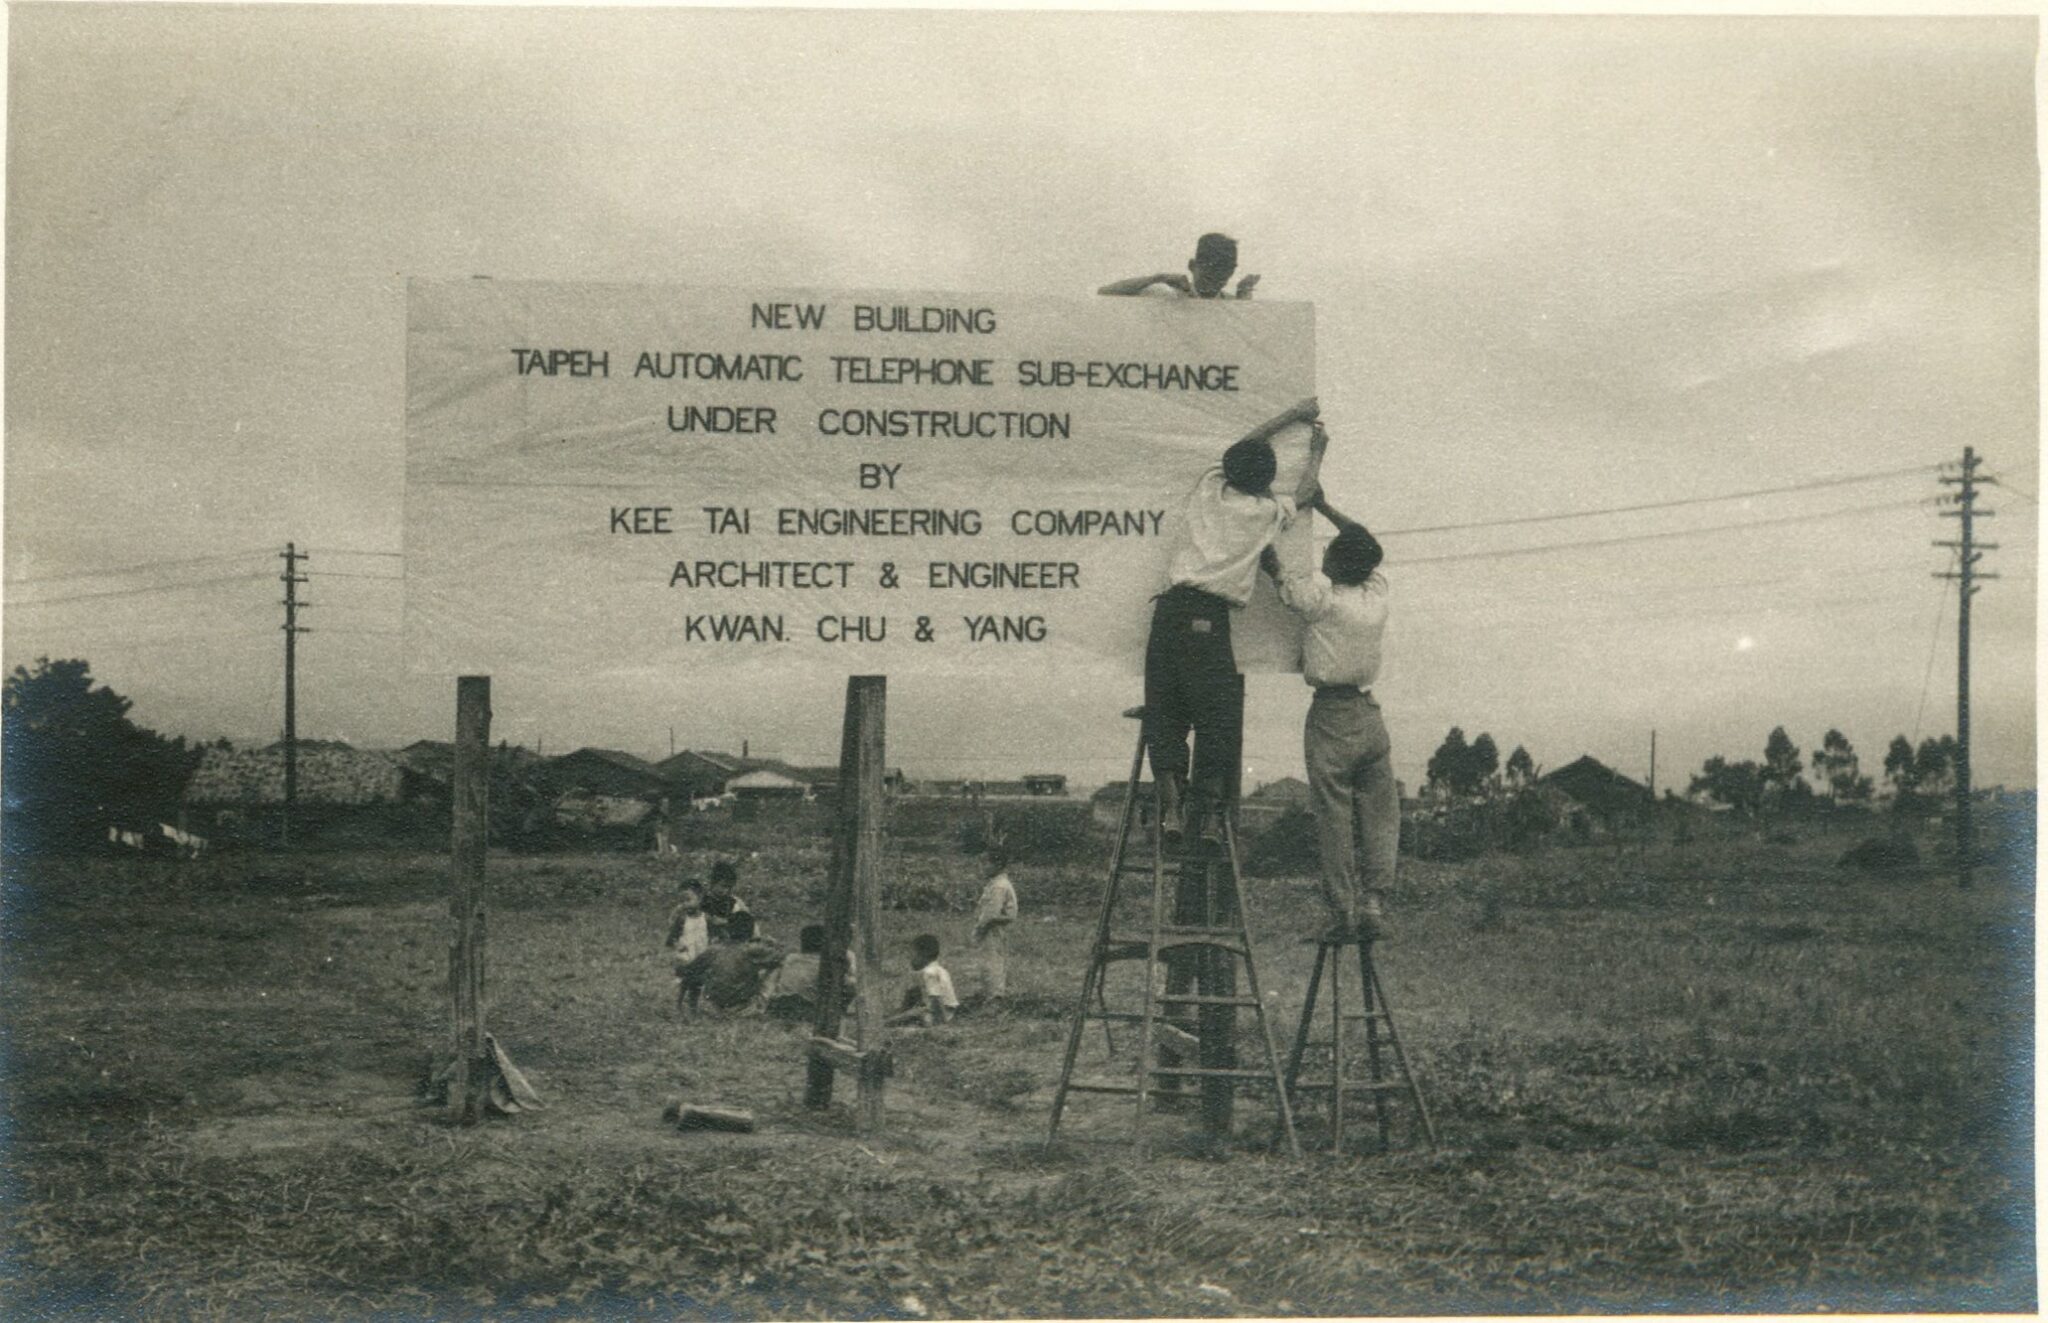 NEW BUILDiNG
TAIPEH AUTOMATIC TELEPHONE SUB-EXCHANGE
UNDER CONSTRUCTION
BY
KEE TAI ENGINEERING COMPANY
ARCHITECT & ENGINEER
KWAN. CHU & YANG